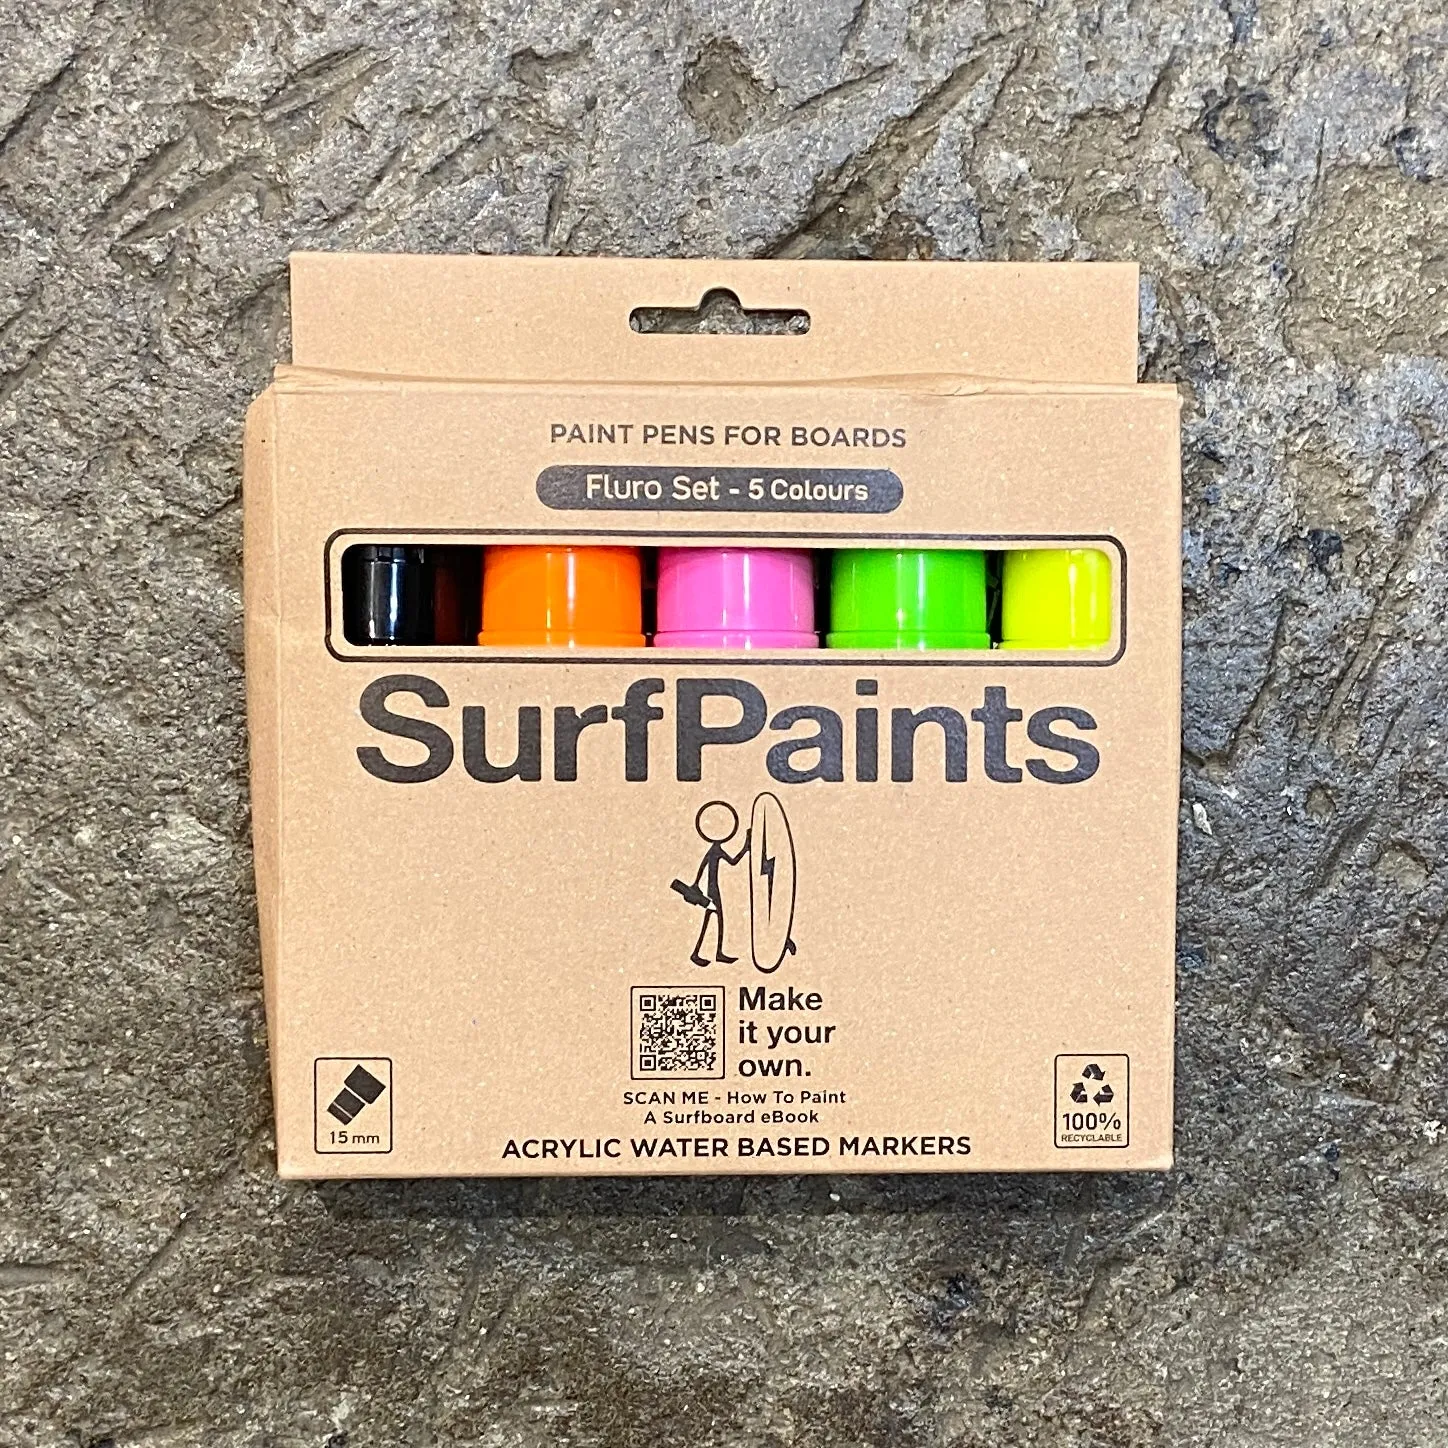 PAINT PENS FOR BOARDS
Fluro Set - 5 Colours
SurfPaints
Make
it your
own.
SCAN ME - How To Paint
A Surfboard eBook
15 mm
100%
RECYCLABLE
ACRYLIC WATER BASED MARKERS